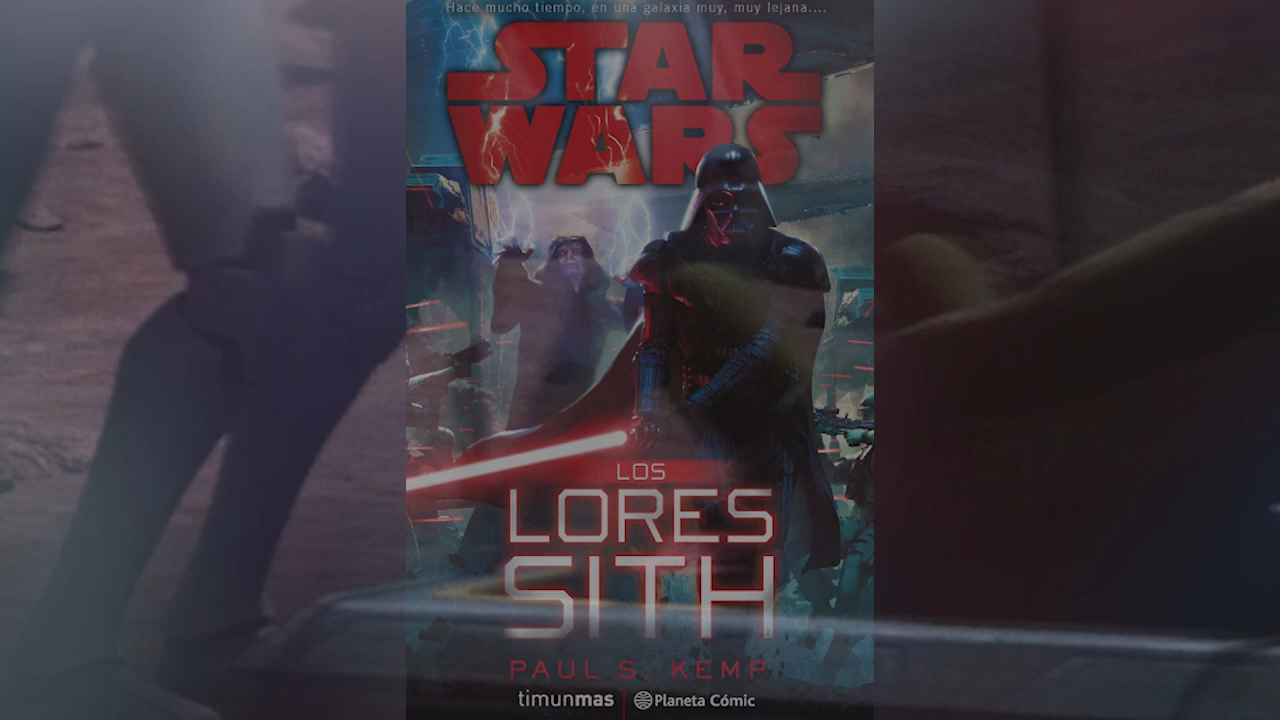 Hace mucho tiempo, en una galaxia muy, muy lejana....
STAR
WARS
LOS
LORES
SITH
PAUL S. KEMP
timunmas Planeta Cómic